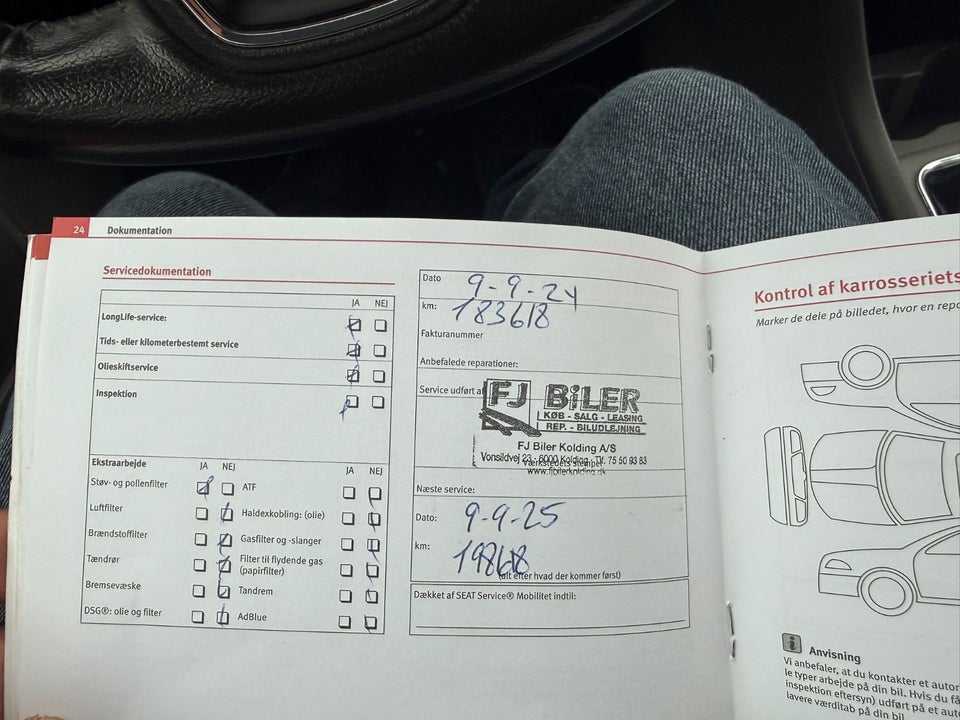 24 Dokumentation
Servicedokumentation
JA NEJ
LongLife-service:
Tids- eller kilometerbestemt service
Olieskiftservice
Inspektion
Ekstraarbejde JA NEJ JA NEJ
Støv- og pollenfilter ATF
Luftfilter Haldexkobling: (olie)
Brændstoffilter Gasfilter og -slanger
Tændrør Filter til flydende gas
(papirfilter)
Bremsevæske Tandrem
DSG®: olie og filter AdBlue
Dato 9-9-24
km: 183618
Fakturanummer
Anbefalede reparationer:
Service udført af
FJ BiLER
KØB - SALG - LEASING
REP. - BILUDLEJNING
FJ Biler Kolding A/S
Vonsildvej 23 · 6000 Kolding · Tlf. 75 50 93 63
Værkstedets stempel
www.fjbilerkolding.dk
Næste service:
Dato: 9-9-25
km: 198618
(alt efter hvad der kommer først)
Dækket af SEAT Service® Mobilitet indtil:
Kontrol af karrosseriets
Marker de dele på billedet, hvor en repa
i Anvisning
Vi anbefaler, at du kontakter et autor
le typer arbejde på din bil. Hvis du få
inspektion eftersyn) udført på et aut
lavere værditab på din bil.